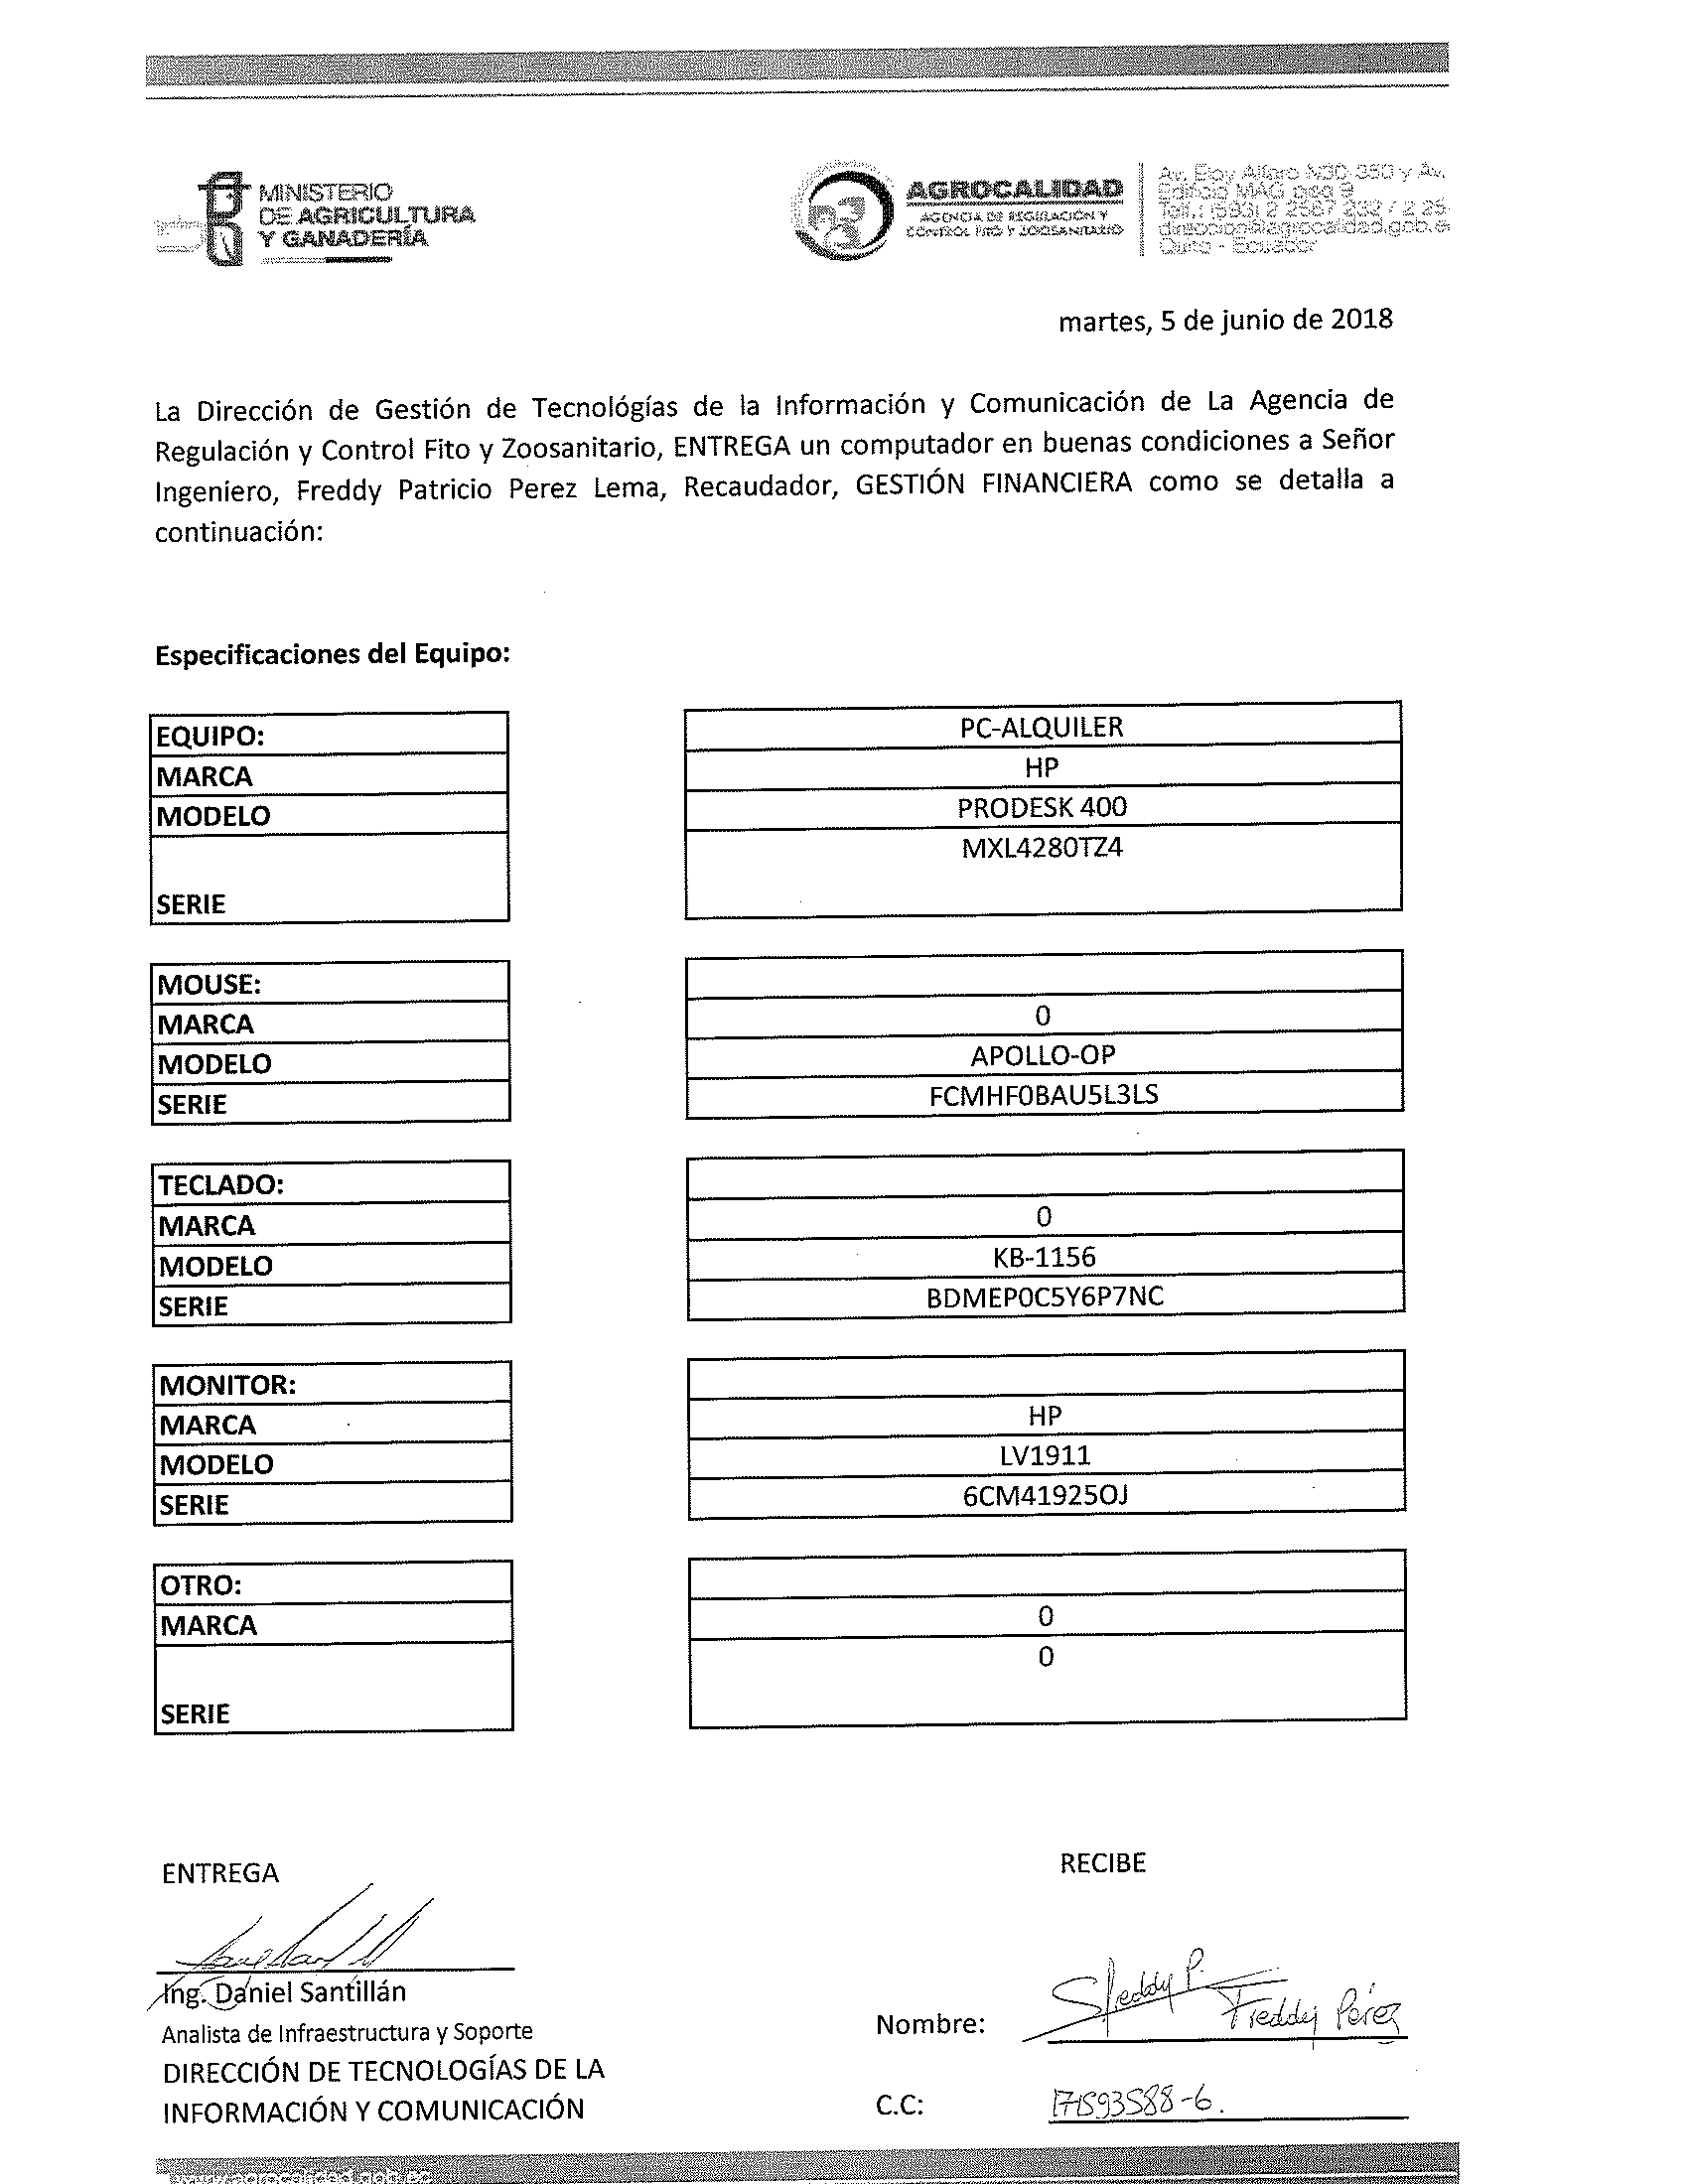 MINISTERIO
DE AGRICULTURA
Y GANADERÍA
AGROCALIDAD
AGENCIA DE REGULACIÓN Y
CONTROL FITO Y ZOOSANITARIO
Av. Eloy Alfaro N30-350 y Av.
Edificio MAG, piso 9
Telf.: (593) 2 2567 232 / 2 25
direccion@agrocalidad.gob.e
Quito - Ecuador
martes, 5 de junio de 2018
La Dirección de Gestión de Tecnológías de la Información y Comunicación de La Agencia de
Regulación y Control Fito y Zoosanitario, ENTREGA un computador en buenas condiciones a Señor
Ingeniero, Freddy Patricio Perez Lema, Recaudador, GESTIÓN FINANCIERA como se detalla a
continuación:
Especificaciones del Equipo:
EQUIPO: PC-ALQUILER
MARCA HP
MODELO PRODESK 400
SERIE MXL4280TZ4
MOUSE:
MARCA 0
MODELO APOLLO-OP
SERIE FCMHF0BAU5L3LS
TECLADO:
MARCA 0
MODELO KB-1156
SERIE BDMEP0C5Y6P7NC
MONITOR:
MARCA HP
MODELO LV1911
SERIE 6CM41925OJ
OTRO:
MARCA 0
SERIE 0
ENTREGA
RECIBE
Ing. Daniel Santillán
Analista de Infraestructura y Soporte
DIRECCIÓN DE TECNOLOGÍAS DE LA
INFORMACIÓN Y COMUNICACIÓN
Nombre: Freddy P. Freddy Pérez
C.C: 171593588-6.
www.agrocalidad.gob.ec